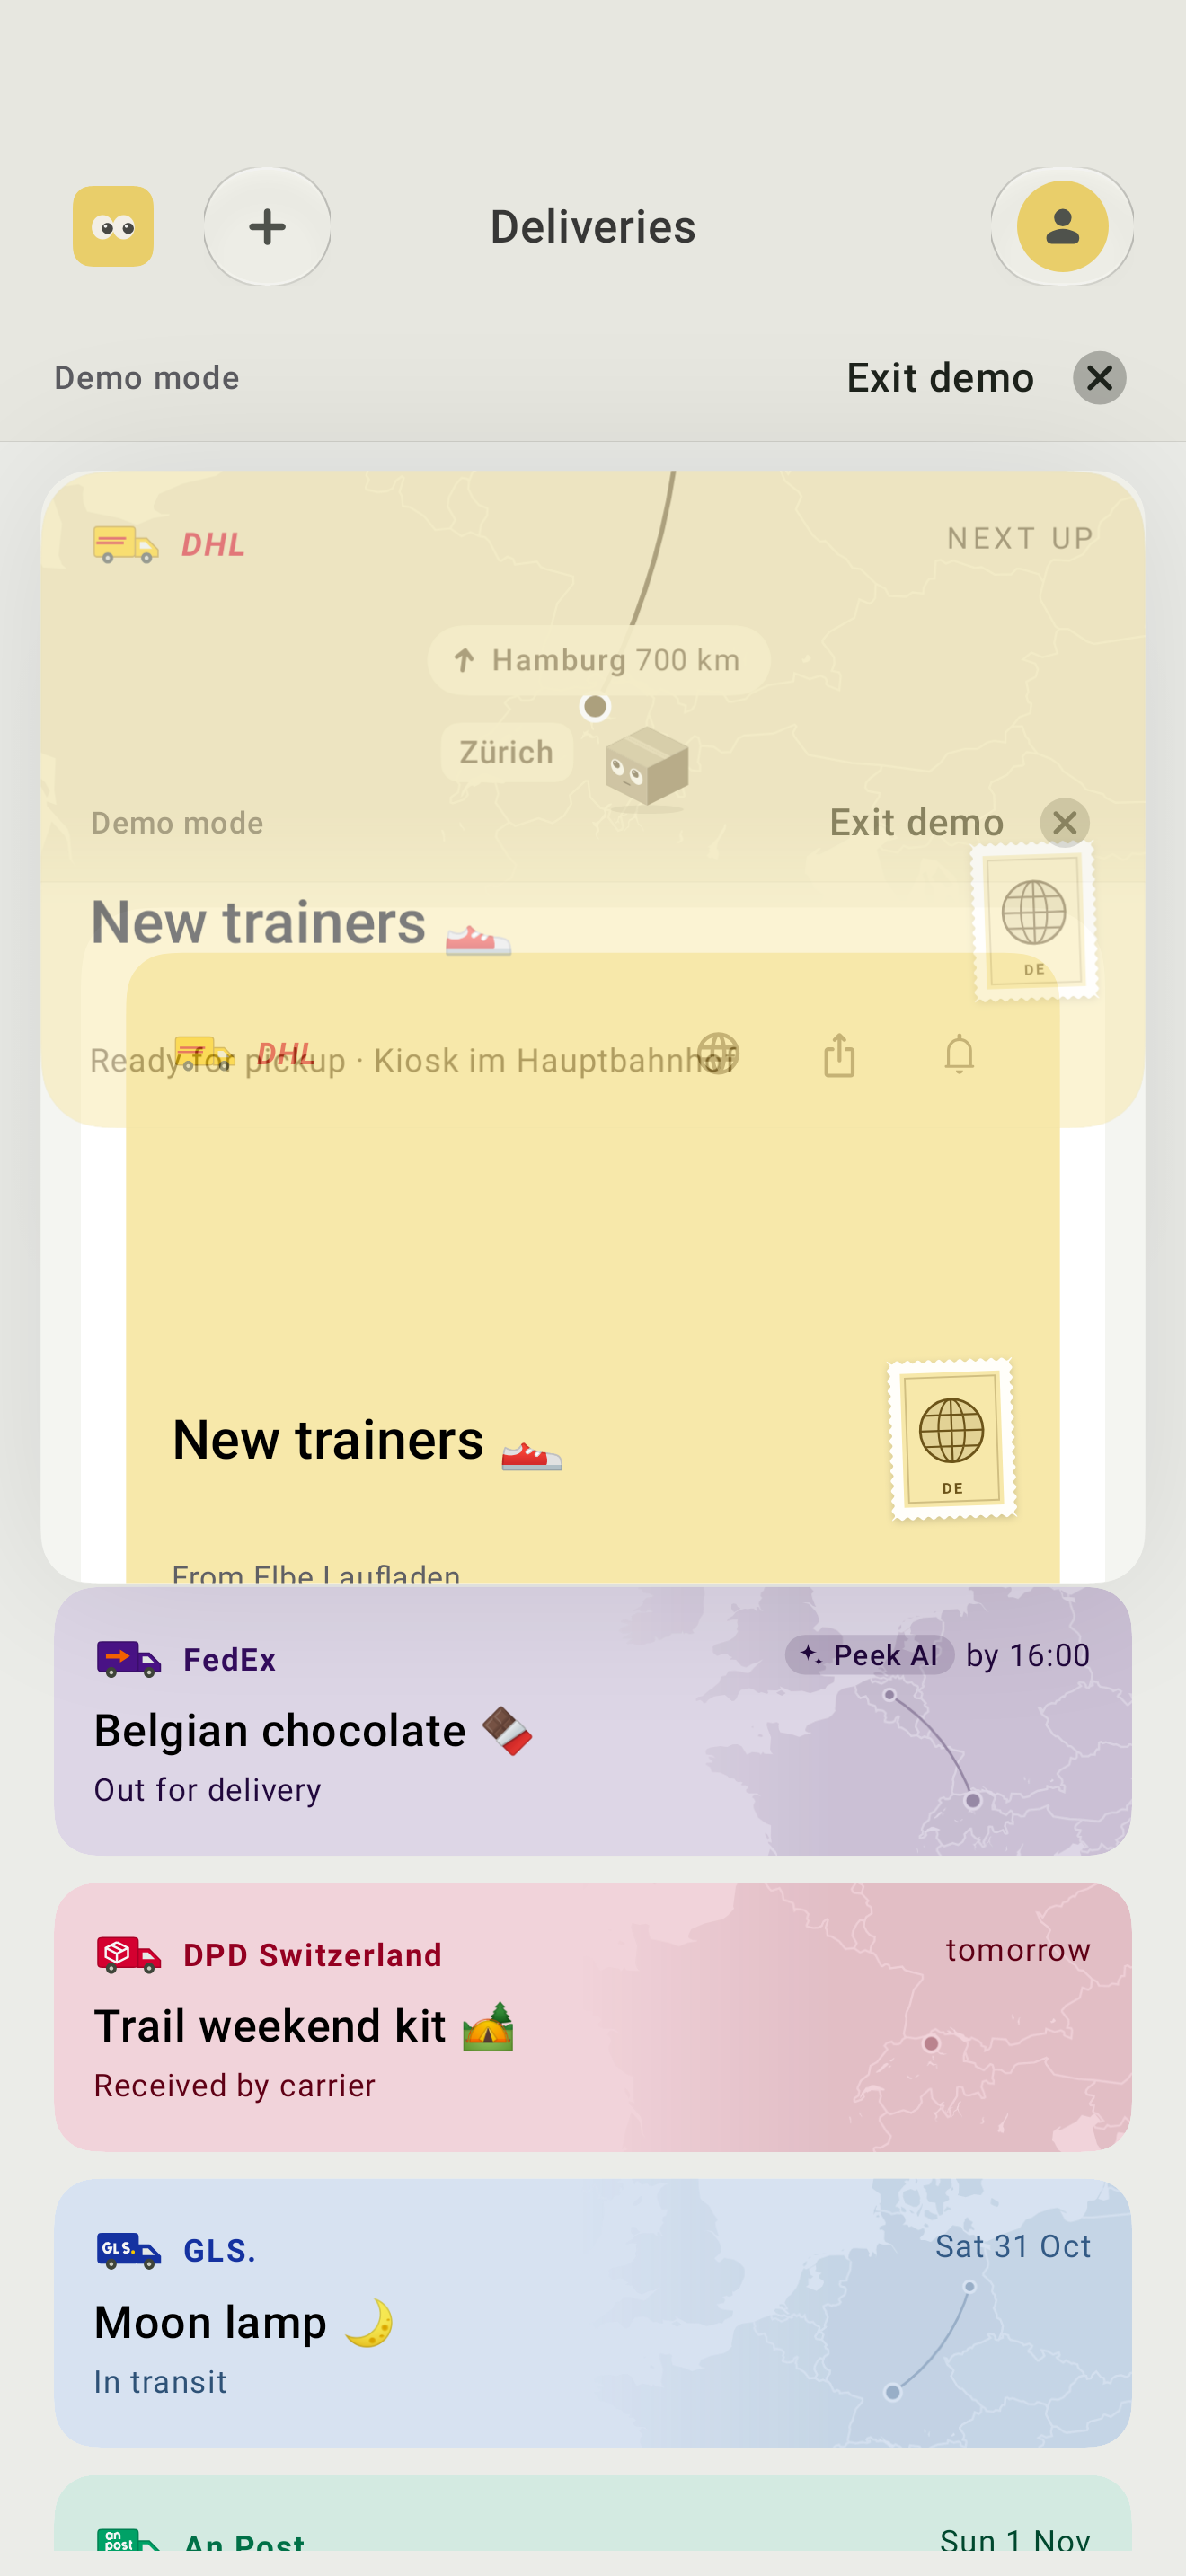 Deliveries
Demo mode
Exit demo
DHL
NEXT UP
Hamburg 700 km
Zürich
Demo mode
Exit demo
New trainers
DE
DHL
Ready for pickup · Kiosk im Hauptbahnhof
New trainers
DE
From Elbe Laufladen
FedEx
Peek AI by 16:00
Belgian chocolate
Out for delivery
DPD Switzerland
tomorrow
Trail weekend kit
Received by carrier
GLS.
GLS.
Sat 31 Oct
Moon lamp
In transit
an
post
An Post
Sun 1 Nov